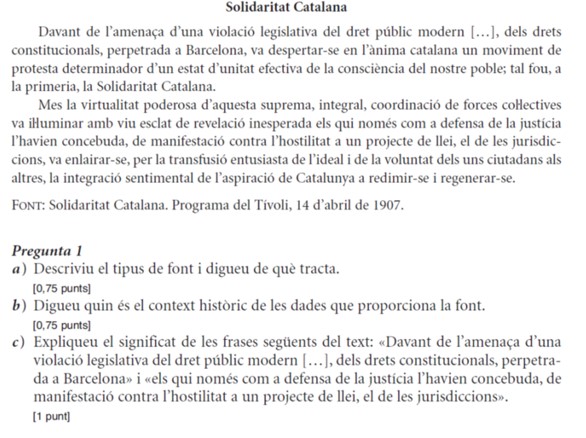 Solidaritat Catalana
Davant de l'amenaça d'una violació legislativa del dret públic modern […], dels drets
constitucionals, perpetrada a Barcelona, va despertar-se en l'ànima catalana un moviment de
protesta determinador d'un estat d'unitat efectiva de la consciència del nostre poble; tal fou, a
la primeria, la Solidaritat Catalana.
Mes la virtualitat poderosa d'aquesta suprema, integral, coordinació de forces col·lectives
va il·luminar amb viu esclat de revelació inesperada els qui només com a defensa de la justícia
l'havien concebuda, de manifestació contra l'hostilitat a un projecte de llei, el de les jurisdic-
cions, va enlairar-se, per la transfusió entusiasta de l'ideal i de la voluntat dels uns ciutadans als
altres, la integració sentimental de l'aspiració de Catalunya a redimir-se i regenerar-se.
FONT: Solidaritat Catalana. Programa del Tívoli, 14 d'abril de 1907.
Pregunta 1
a) Descriviu el tipus de font i digueu de què tracta.
[0,75 punts]
b) Digueu quin és el context històric de les dades que proporciona la font.
[0,75 punts]
c) Expliqueu el significat de les frases següents del text: «Davant de l'amenaça d'una
violació legislativa del dret públic modern […], dels drets constitucionals, perpetra-
da a Barcelona» i «els qui només com a defensa de la justícia l'havien concebuda, de
manifestació contra l'hostilitat a un projecte de llei, el de les jurisdiccions».
[1 punt]